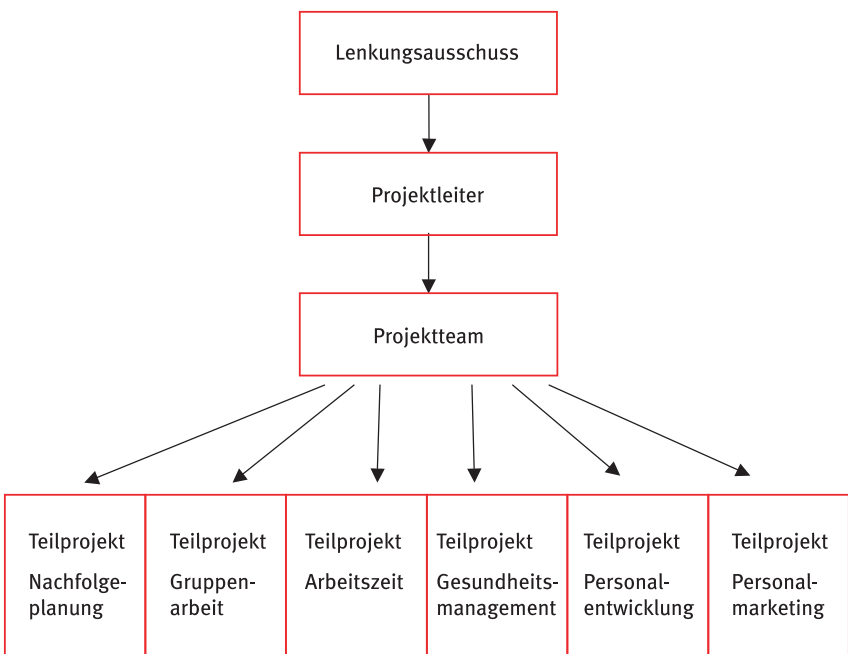 Lenkungsausschuss
Projektleiter
Projektteam
Teilprojekt
Nachfolge-
planung
Teilprojekt
Gruppen-
arbeit
Teilprojekt
Arbeitszeit
Teilprojekt
Gesundheits-
management
Teilprojekt
Personal-
entwicklung
Teilprojekt
Personal-
marketing